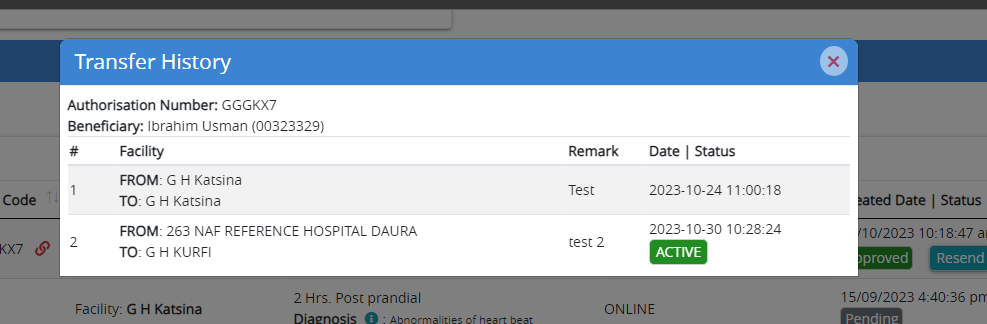 Transfer History
Authorisation Number: GGGKX7
Beneficiary: Ibrahim Usman (00323329)
# Facility Remark Date | Status
1 FROM: G H Katsina Test 2023-10-24 11:00:18
TO: G H Katsina
2 FROM: 263 NAF REFERENCE HOSPITAL DAURA test 2 2023-10-30 10:28:24
TO: G H KURFI ACTIVE
Code eated Date | Status
KX7 /10/2023 10:18:47 a
pproved Resend
Facility: G H Katsina 2 Hrs. Post prandial ONLINE 15/09/2023 4:40:36 pm
Diagnosis : Abnormalities of heart beat Pending